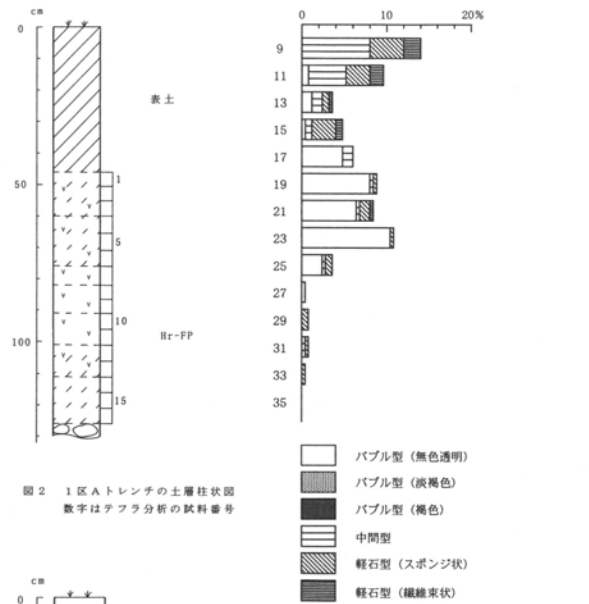 cm
0
50
100
1
5
10
15
表土
Hr-FP
図2 1区Aトレンチの土層柱状図
数字はテフラ分析の試料番号
cm
0
0 10 20%
9
11
13
15
17
19
21
23
25
27
29
31
33
35
バブル型（無色透明）
バブル型（淡褐色）
バブル型（褐色）
中間型
軽石型（スポンジ状）
軽石型（繊維束状）